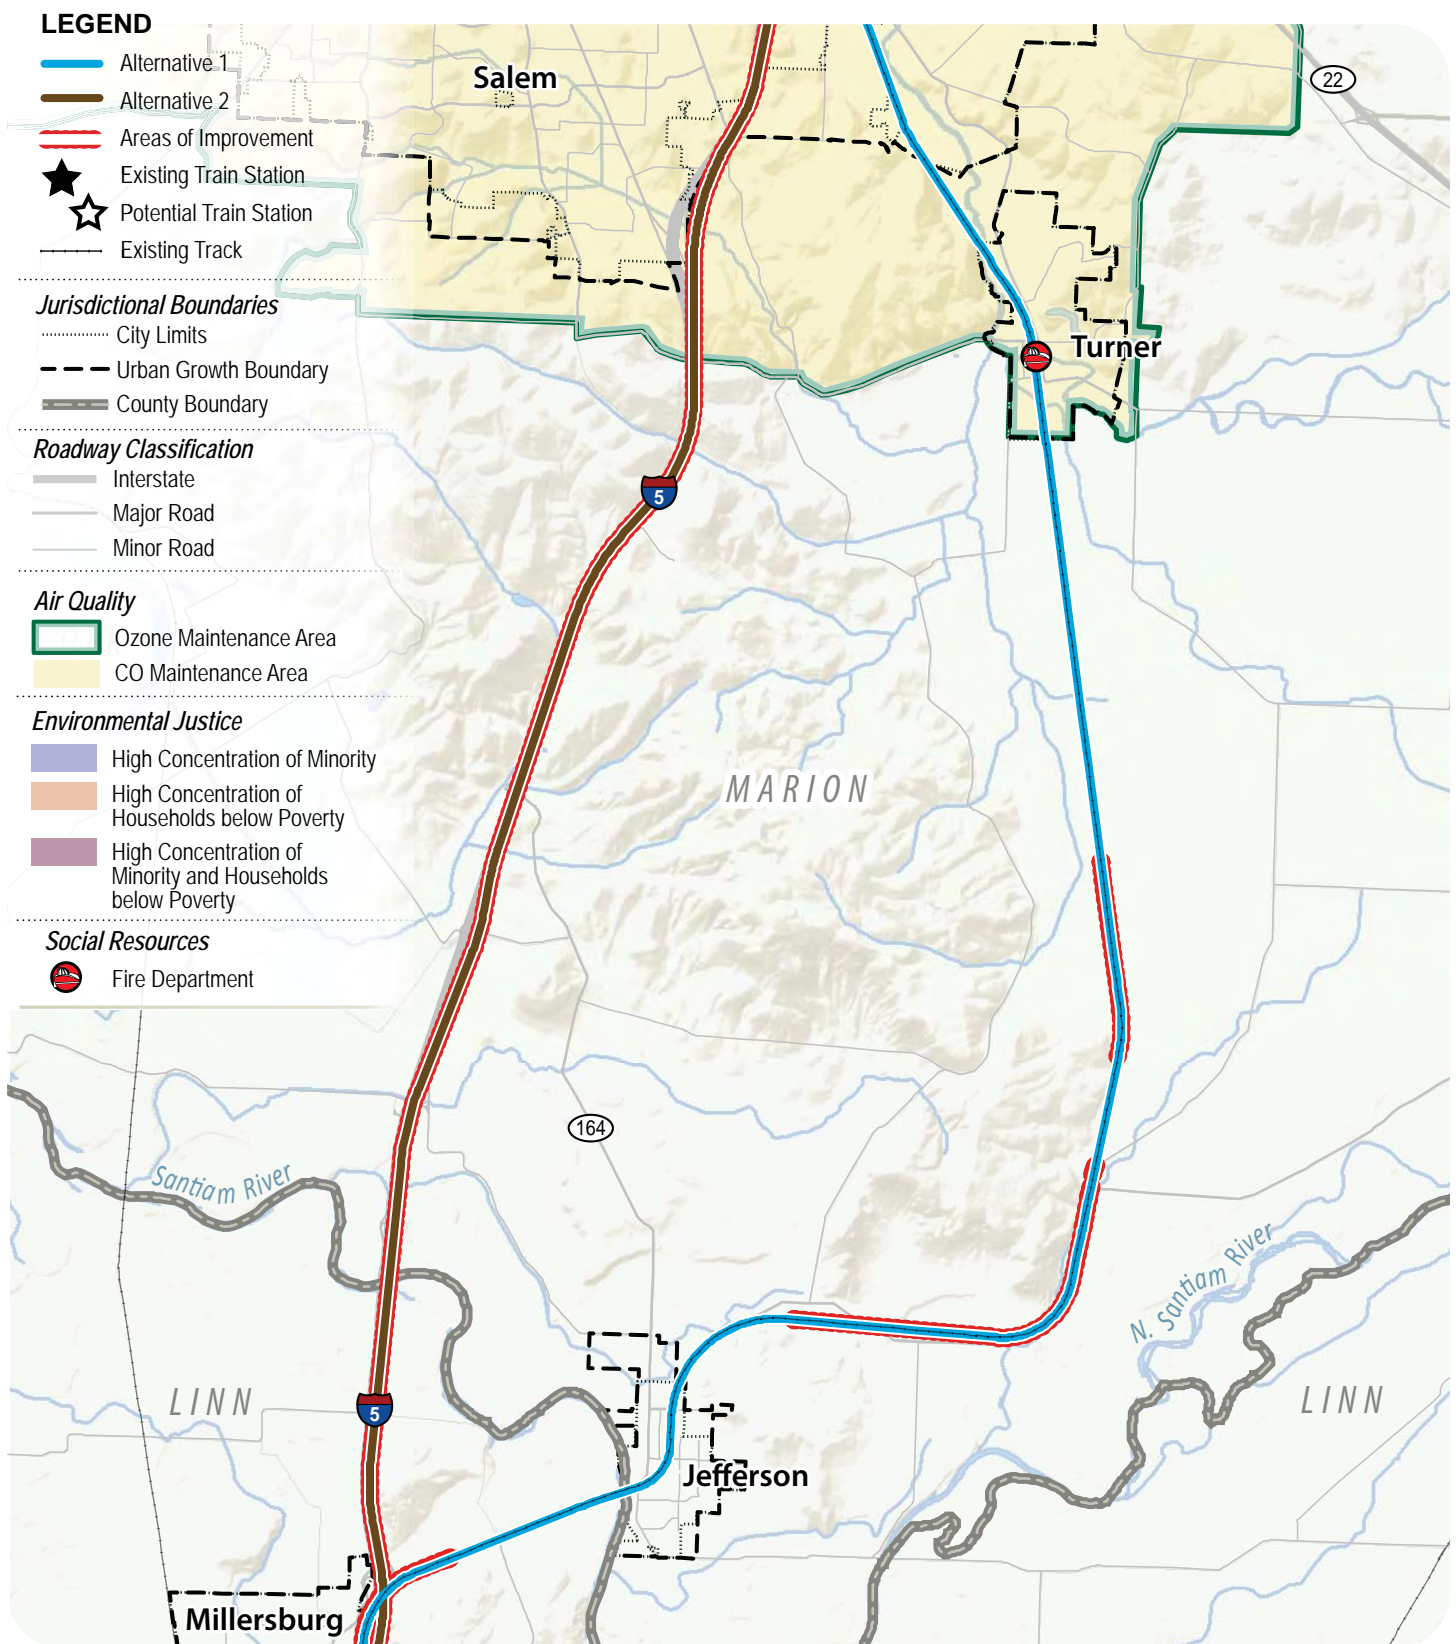 LEGEND
Alternative 1
Alternative 2
Areas of Improvement
Existing Train Station
Potential Train Station
Existing Track
Jurisdictional Boundaries
City Limits
Urban Growth Boundary
County Boundary
Roadway Classification
Interstate
Major Road
Minor Road
Air Quality
Ozone Maintenance Area
CO Maintenance Area
Environmental Justice
High Concentration of Minority
High Concentration of
Households below Poverty
High Concentration of
Minority and Households
below Poverty
Social Resources
Fire Department
Salem
22
Turner
5
MARION
164
Santiam River
N. Santiam River
LINN
5
LINN
Jefferson
Millersburg